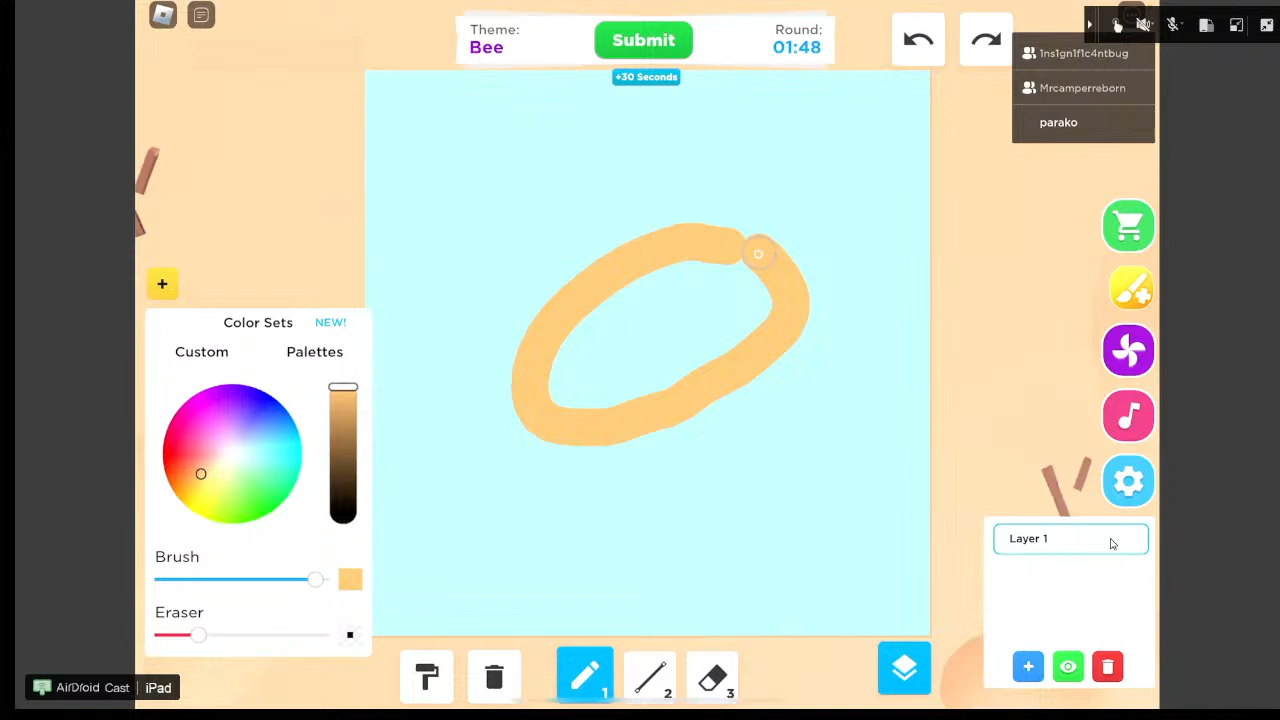 Theme:
Bee
Submit
Round:
01:48
+30 Seconds
1ns1gn1f1c4ntbug
Mrcamperreborn
parako
+
Color Sets NEW!
Custom Palettes
Brush
Eraser
Layer 1
+
1
2
3
AirDroid Cast | iPad